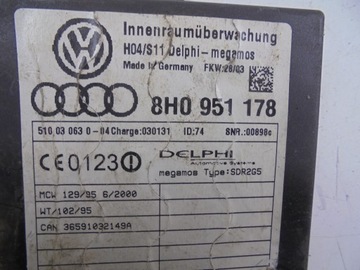 Innenraumüberwachung
H04/S11 Delphi-megamos
Made in Germany FKW:28/03
8H0 951 178
510 03 063 0-04 Charge:030131 ID:74 SNR.:00898c
CE0123
DELPHI
Automotive Systems
megamos Type:SDR2G5
MCW 129/95 6/2000
WT/102/95
CAN 36591032149A